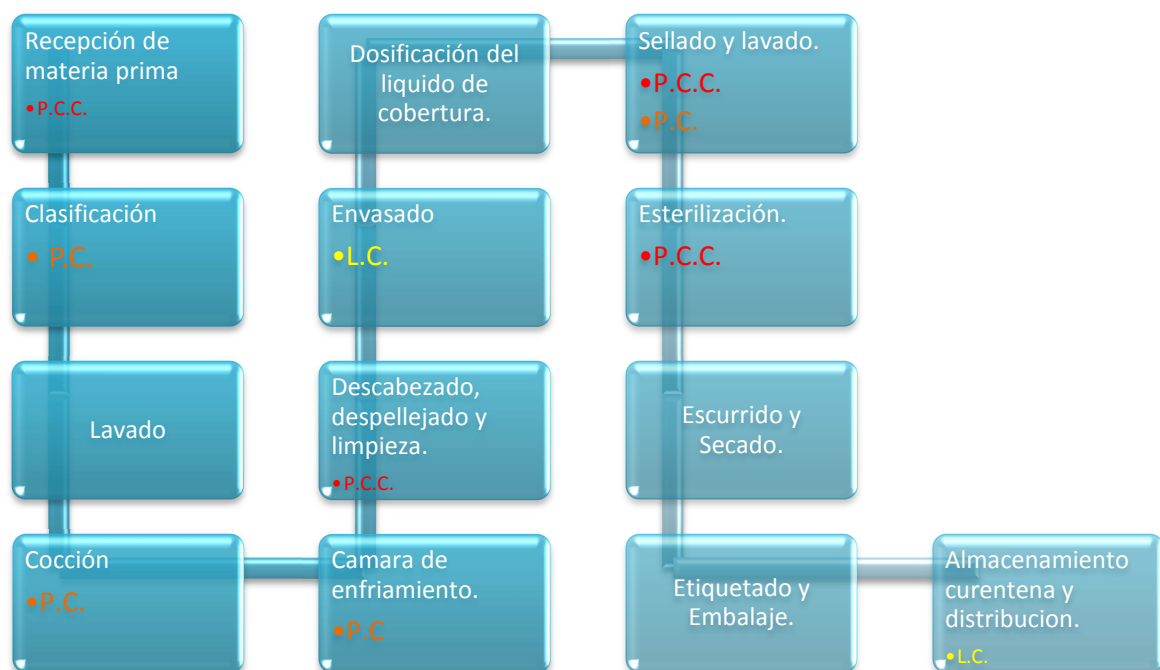 Recepción de
materia prima
•P.C.C.
Clasificación
• P.C.
Lavado
Cocción
•P.C.
Camara de
enfriamiento.
•P.C
Descabezado,
despellejado y
limpieza.
•P.C.C.
Envasado
•L.C.
Dosificación del
liquido de
cobertura.
Sellado y lavado.
•P.C.C.
•P.C.
Esterilización.
•P.C.C.
Escurrido y
Secado.
Etiquetado y
Embalaje.
Almacenamiento
curentena y
distribucion.
•L.C.